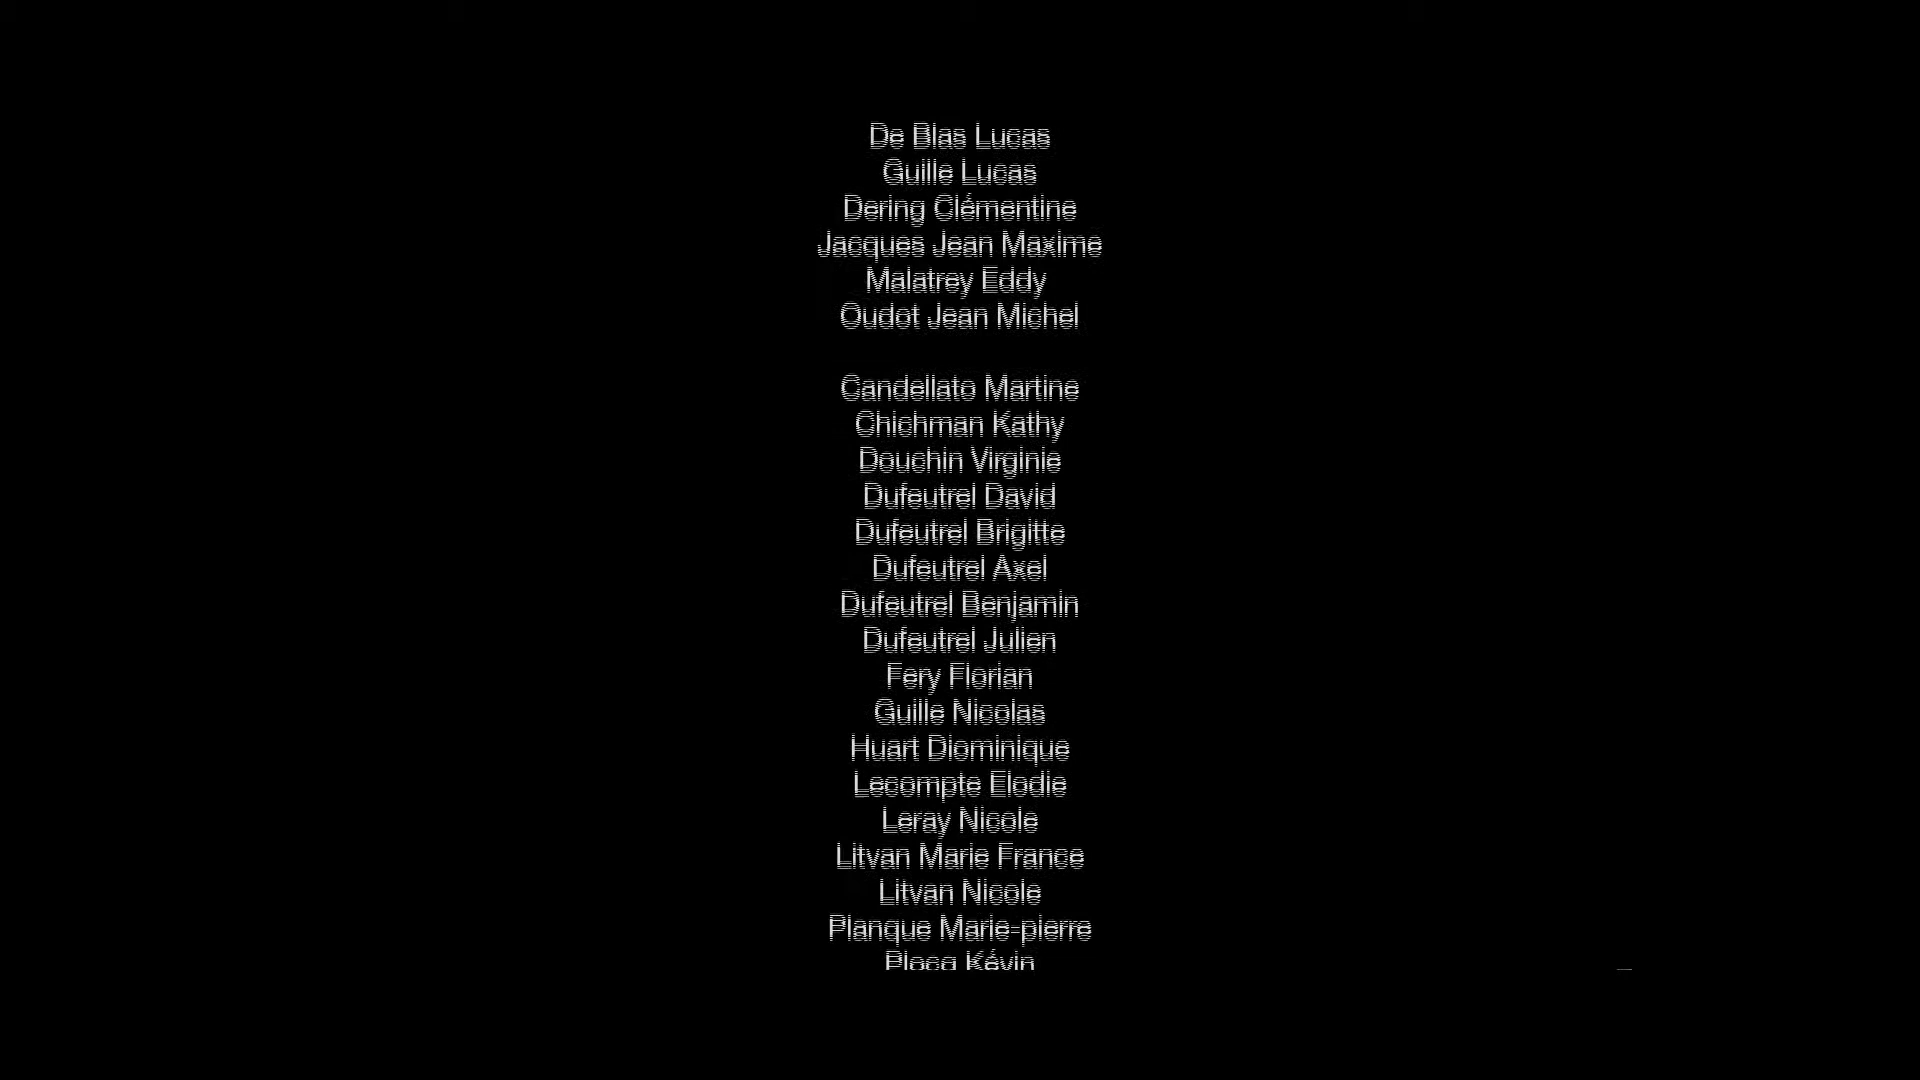 De Blas Lucas
Guille Lucas
Dering Clémentine
Jacques Jean Maxime
Malatrey Eddy
Oudot Jean Michel
Candellato Martine
Chichman Kathy
Douchin Virginie
Dufeutrel David
Dufeutrel Brigitte
Dufeutrel Axel
Dufeutrel Benjamin
Dufeutrel Julien
Fery Florian
Guille Nicolas
Huart Diominique
Lecompte Elodie
Leray Nicole
Litvan Marie France
Litvan Nicole
Planque Marie-pierre
Plocq Kévin